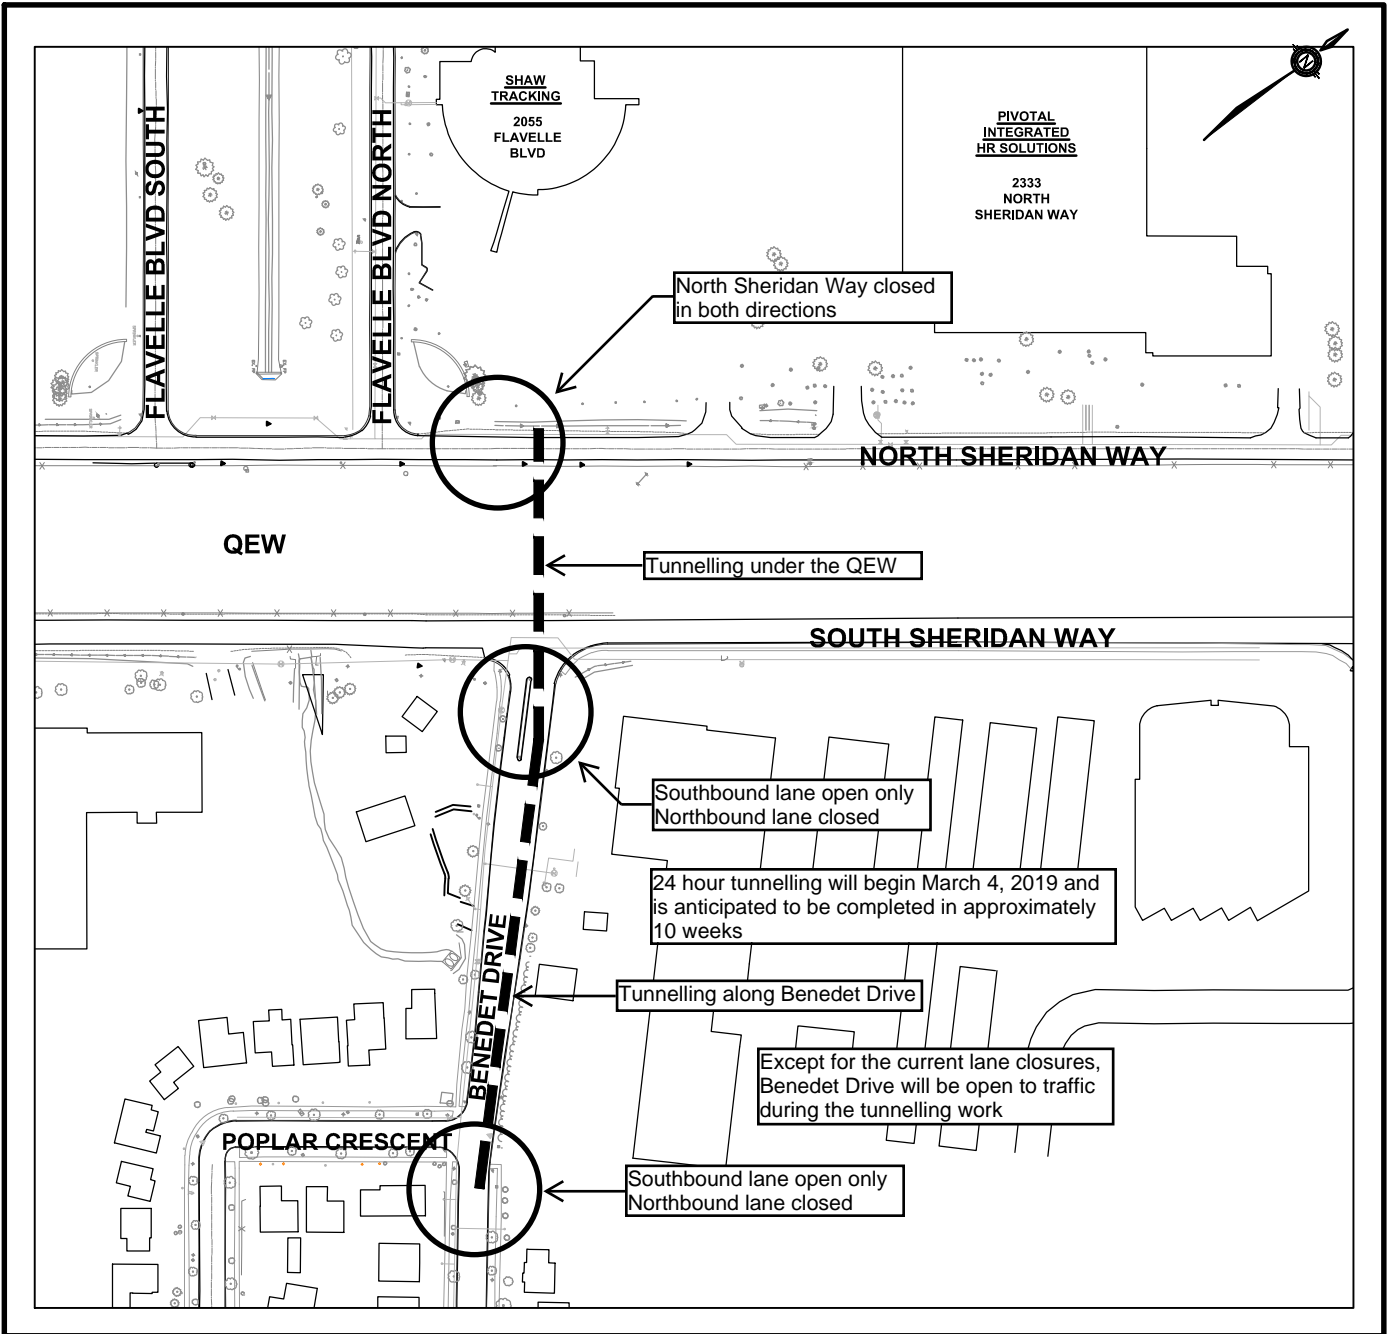 SHAW
TRACKING
2055
FLAVELLE
BLVD
PIVOTAL
INTEGRATED
HR SOLUTIONS
2333
NORTH
SHERIDAN WAY
N
FLAVELLE BLVD SOUTH
FLAVELLE BLVD NORTH
North Sheridan Way closed
in both directions
NORTH SHERIDAN WAY
QEW
Tunnelling under the QEW
SOUTH SHERIDAN WAY
Southbound lane open only
Northbound lane closed
24 hour tunnelling will begin March 4, 2019 and
is anticipated to be completed in approximately
10 weeks
BENEDET DRIVE
Tunnelling along Benedet Drive
Except for the current lane closures,
Benedet Drive will be open to traffic
during the tunnelling work
POPLAR CRESCENT
Southbound lane open only
Northbound lane closed